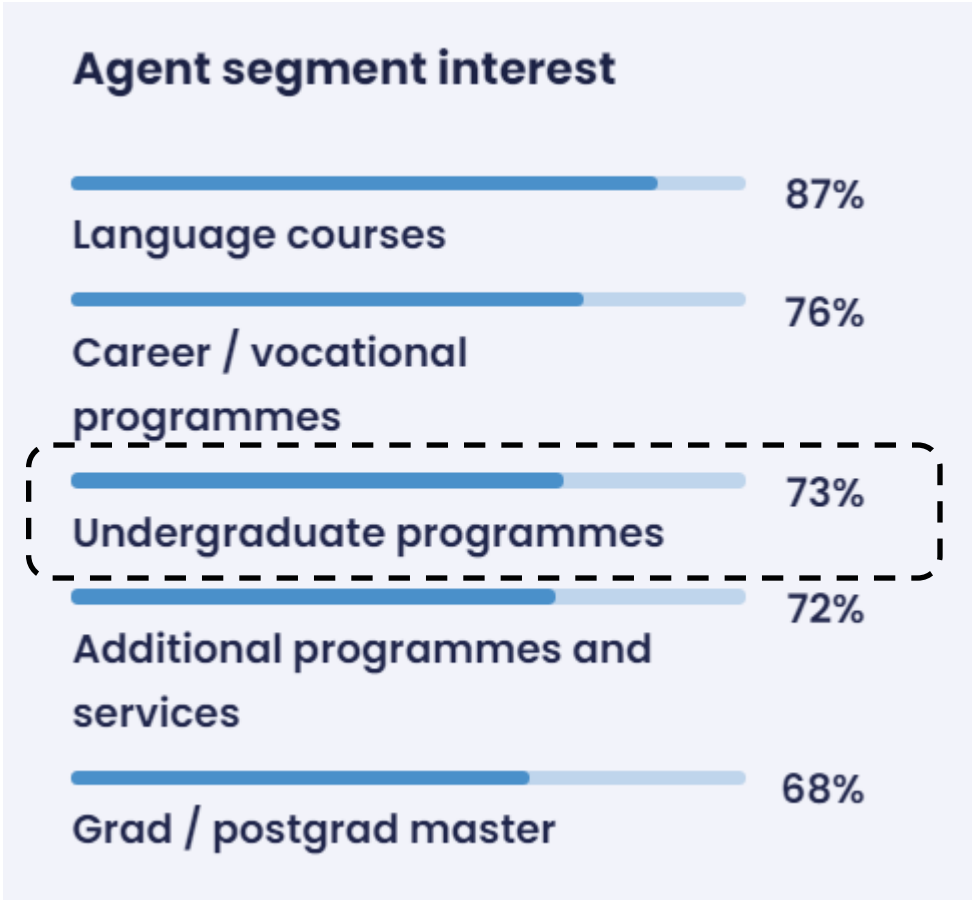 Agent segment interest
87%
Language courses
76%
Career / vocational
programmes
73%
Undergraduate programmes
72%
Additional programmes and
services
68%
Grad / postgrad master